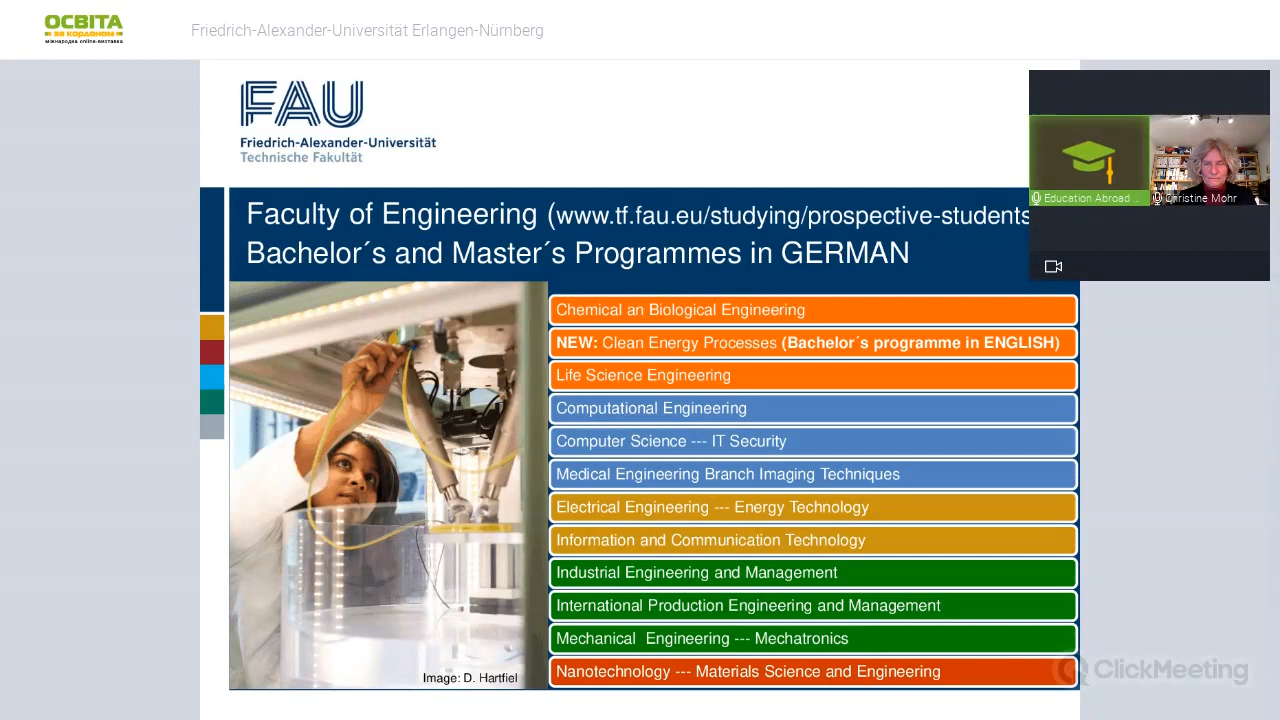 ОСВІТА
ЗА КОРДОНОМ
міжнародна online-виставка
Friedrich-Alexander-Universität Erlangen-Nürnberg
FAU
Friedrich-Alexander-Universität
Technische Fakultät
Education Abroad ...
Christine Mohr
Faculty of Engineering (www.tf.fau.eu/studying/prospective-students
Bachelor´s and Master´s Programmes in GERMAN
Chemical an Biological Engineering
NEW: Clean Energy Processes (Bachelor´s programme in ENGLISH)
Life Science Engineering
Computational Engineering
Computer Science --- IT Security
Medical Engineering Branch Imaging Techniques
Electrical Engineering --- Energy Technology
Information and Communication Technology
Industrial Engineering and Management
International Production Engineering and Management
Mechanical  Engineering --- Mechatronics
Nanotechnology --- Materials Science and Engineering
Image: D. Hartfiel
ClickMeeting